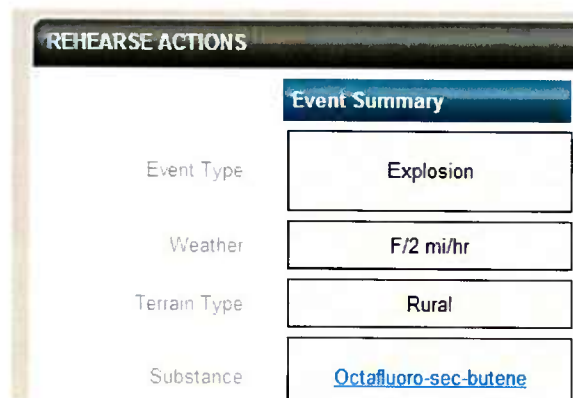 REHEARSE ACTIONS
Event Summary
Event Type Explosion
Weather F/2 mi/hr
Terrain Type Rural
Substance Octafluoro-sec-butene